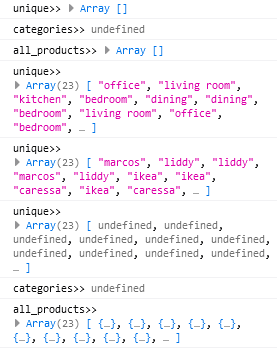 unique>> ▶ Array []
categories>> undefined
all_products>> ▶ Array []
unique>>
▶ Array(23) [ "office", "living room",
"kitchen", "bedroom", "dining", "dining",
"bedroom", "living room", "office",
"bedroom", … ]
unique>>
▶ Array(23) [ "marcos", "liddy", "liddy",
"marcos", "liddy", "ikea", "ikea",
"caressa", "ikea", "caressa", … ]
unique>>
▶ Array(23) [ undefined, undefined,
undefined, undefined, undefined,
undefined, undefined, undefined,
… ]
categories>> undefined
all_products>>
▶ Array(23) [ {…}, {…}, {…}, {…}, {…},
{…}, {…}, {…}, {…}, {…}, … ]